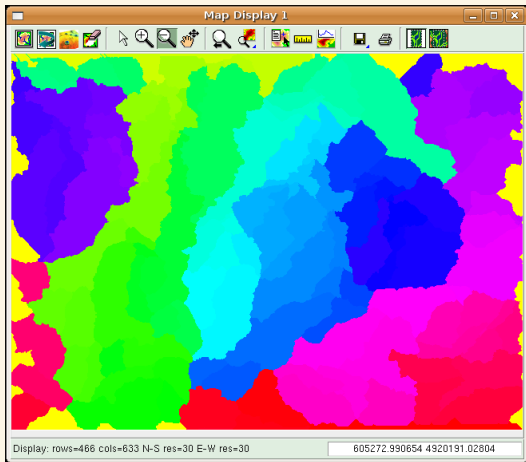 Map Display 1
Display: rows=466 cols=633 N-S res=30 E-W res=30
605272.990654 4920191.02804